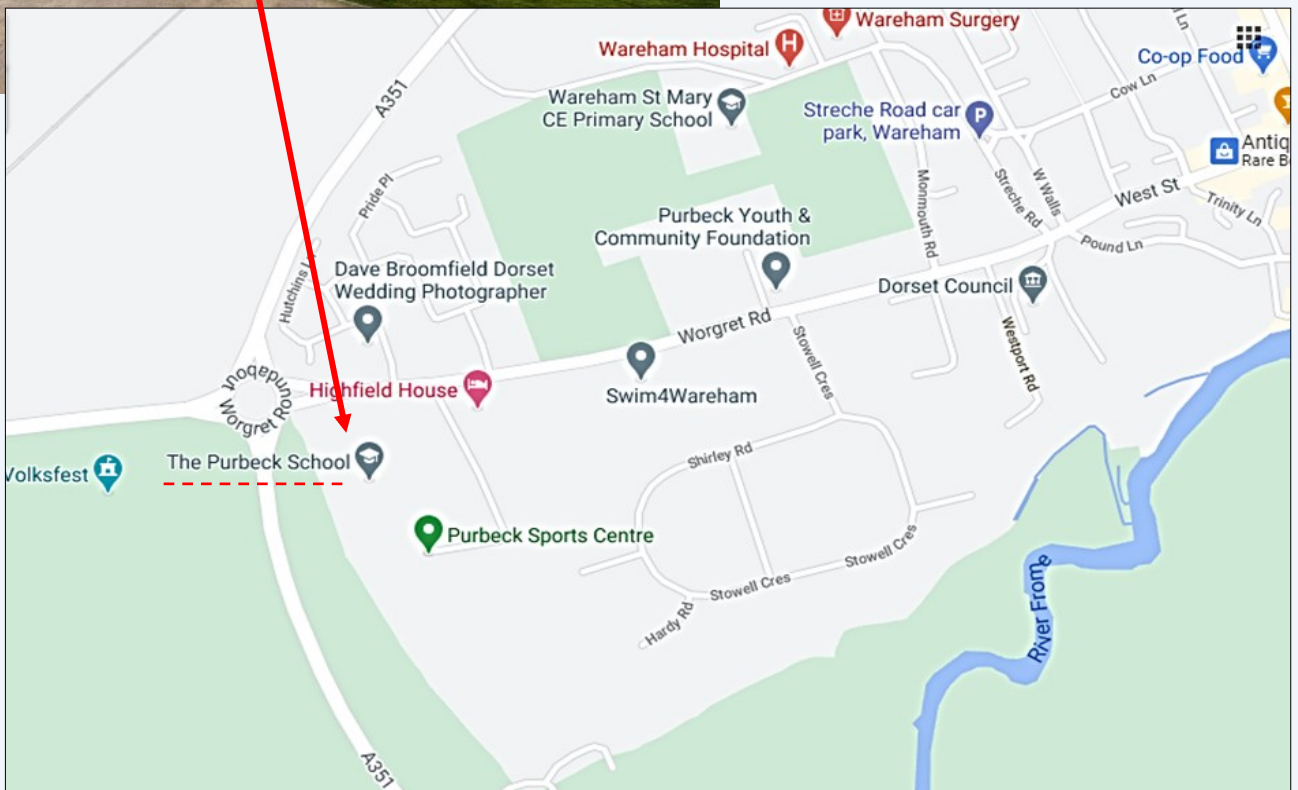 Wareham Surgery
Wareham Hospital
H
Co-op Food
A351
Cow Ln
Wareham St Mary
CE Primary School
Streche Road car
park, Wareham
P
Antiq
Rare B
W Walls
Monmouth Rd
Streche Rd
West St
Trinity Ln
Pride Pl
Purbeck Youth &
Community Foundation
Pound Ln
Hutchins
Dave Broomfield Dorset
Wedding Photographer
Dorset Council
Worgret Rd
Westport Rd
Stowell Cres
Worgret Roundabout
Highfield House
Swim4Wareham
Shirley Rd
The Purbeck School
Volksfest
Purbeck Sports Centre
Stowell Cres
Stowell Cres
River Frome
Hardy Rd
A351